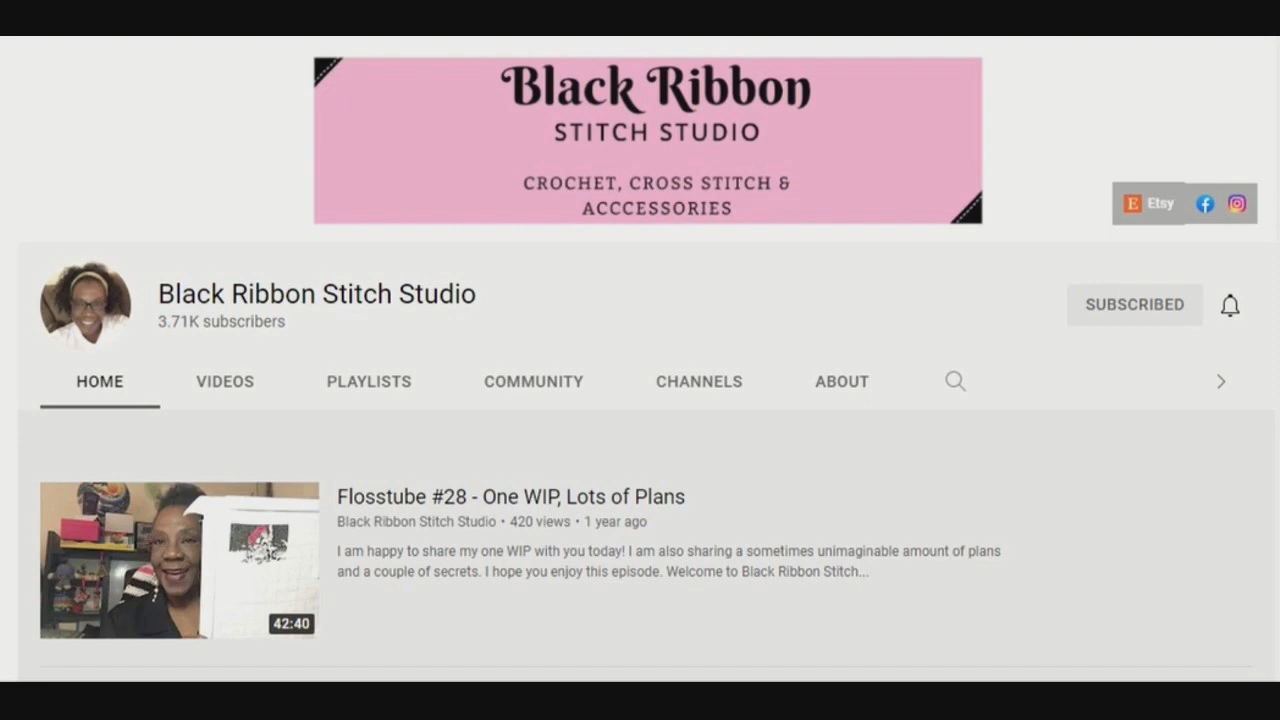 Black Ribbon
STITCH STUDIO
CROCHET, CROSS STITCH &
ACCCESSORIES
E Etsy
Black Ribbon Stitch Studio
3.71K subscribers
SUBSCRIBED
HOME VIDEOS PLAYLISTS COMMUNITY CHANNELS ABOUT
Flosstube #28 - One WIP, Lots of Plans
Black Ribbon Stitch Studio • 420 views • 1 year ago
I am happy to share my one WIP with you today! I am also sharing a sometimes unimaginable amount of plans
and a couple of secrets. I hope you enjoy this episode. Welcome to Black Ribbon Stitch...
42:40